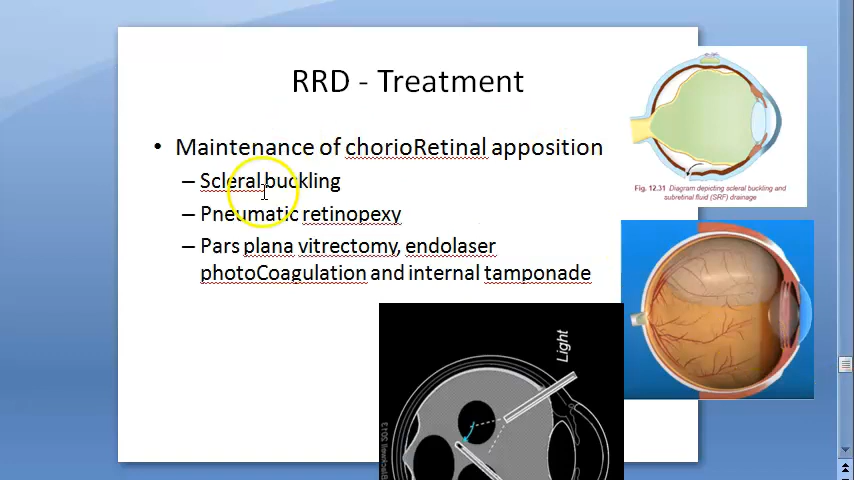 RRD - Treatment
• Maintenance of chorioRetinal apposition
– Scleral buckling
– Pneumatic retinopexy
– Pars plana vitrectomy, endolaser
photoCoagulation and internal tamponade
Fig. 12.31 Diagram depicting scleral buckling and
subretinal fluid (SRF) drainage
Light